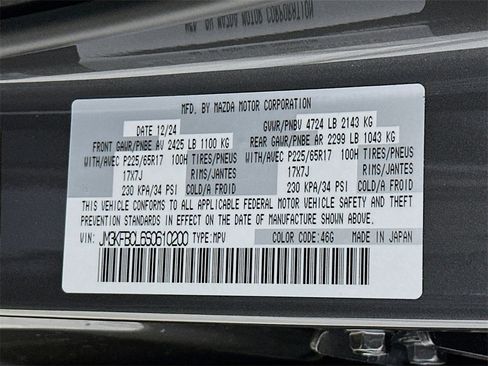 MFD. BY MAZDA MOTOR CORPORATION
DATE 12/24 GVWR/PNBV 4724 LB 2143 KG
FRONT GAWR/PNBE AV 2425 LB 1100 KG REAR GAWR/PNBE AR 2299 LB 1043 KG
WITH/AVEC P225/65R17 100H TIRES/PNEUS WITH/AVEC P225/65R17 100H TIRES/PNEUS
17X7J RIMS/JANTES 17X7J RIMS/JANTES
230 KPA/34 PSI COLD/A FROID 230 KPA/34 PSI COLD/A FROID
THIS VEHICLE CONFORMS TO ALL APPLICABLE FEDERAL MOTOR VEHICLE SAFETY AND THEFT
PREVENTION STANDARDS IN EFFECT ON THE DATE OF MANUFACTURE SHOWN ABOVE.
VIN: JM3KFBCL6S0610200 TYPE:MPV COLOR CODE:46G MADE IN JAPAN